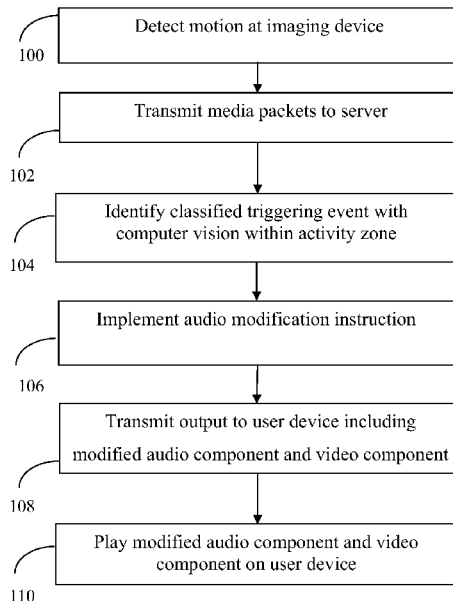 Detect motion at imaging device
100
Transmit media packets to server
102
Identify classified triggering event with
computer vision within activity zone
104
Implement audio modification instruction
106
Transmit output to user device including
modified audio component and video component
108
Play modified audio component and video
component on user device
110